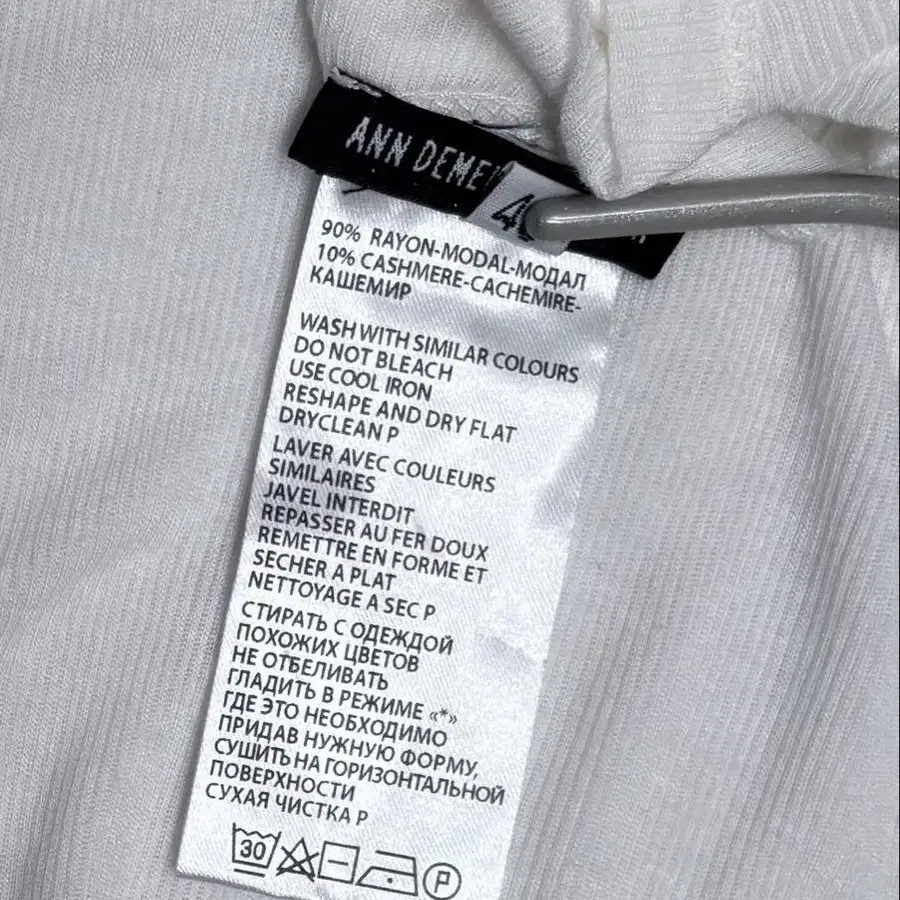 ANN
90% RAYON-MODAL-МОДАЛ
10% CASHMERE-CACHEMIRE-
КАШЕМИР
WASH WITH SIMILAR COLOURS
DO NOT BLEACH
USE COOL IRON
RESHAPE AND DRY FLAT
DRYCLEAN P
LAVER AVEC COULEURS
SIMILAIRES
JAVEL INTERDIT
REPASSER AU FER DOUX
REMETTRE EN FORME ET
SECHER A PLAT
NETTOYAGE A SEC P
СТИРАТЬ С ОДЕЖДОЙ
ПОХОЖИХ ЦВЕТОВ
НЕ ОТБЕЛИВАТЬ
ГЛАДИТЬ В РЕЖИМЕ «*»
ГДЕ ЭТО НЕОБХОДИМО
ПРИДАВ НУЖНУЮ ФОРМУ,
СУШИТЬ НА ГОРИЗОНТАЛЬНОЙ
ПОВЕРХНОСТИ
СУХАЯ ЧИСТКА P
30 P